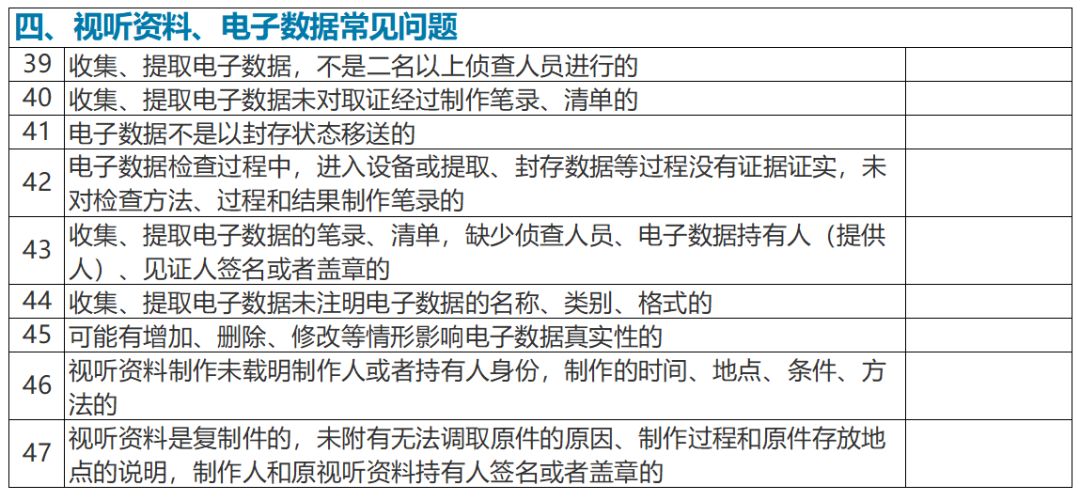 四、视听资料、电子数据常见问题
39 收集、提取电子数据，不是二名以上侦查人员进行的
40 收集、提取电子数据未对取证经过制作笔录、清单的
41 电子数据不是以封存状态移送的
42 电子数据检查过程中，进入设备或提取、封存数据等过程没有证据证实，未
对检查方法、过程和结果制作笔录的
43 收集、提取电子数据的笔录、清单，缺少侦查人员、电子数据持有人（提供
人）、见证人签名或者盖章的
44 收集、提取电子数据未注明电子数据的名称、类别、格式的
45 可能有增加、删除、修改等情形影响电子数据真实性的
46 视听资料制作未载明制作人或者持有人身份，制作的时间、地点、条件、方
法的
47 视听资料是复制件的，未附有无法调取原件的原因、制作过程和原件存放地
点的说明，制作人和原视听资料持有人签名或者盖章的